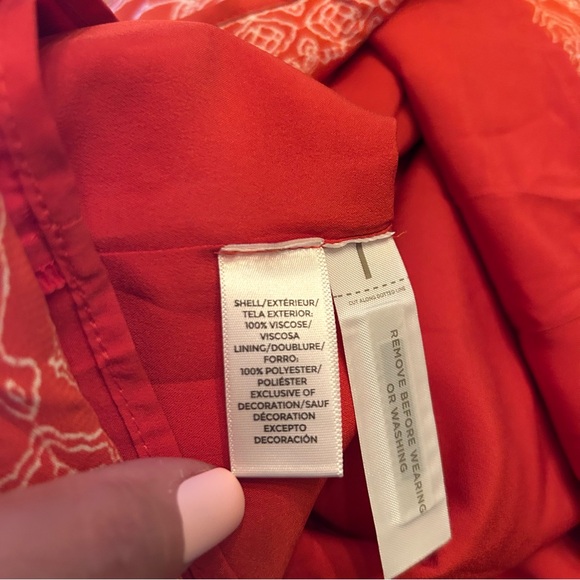 SHELL/EXTÉRIEUR/
TELA EXTERIOR:
100% VISCOSE/
VISCOSA
LINING/DOUBLURE/
FORRO:
100% POLYESTER/
POLIÉSTER
EXCLUSIVE OF
DECORATION/SAUF
DÉCORATION
EXCEPTO
DECORACIÓN
CUT ALONG DOTTED LINE
REMOVE BEFORE WEARING
OR WASHING